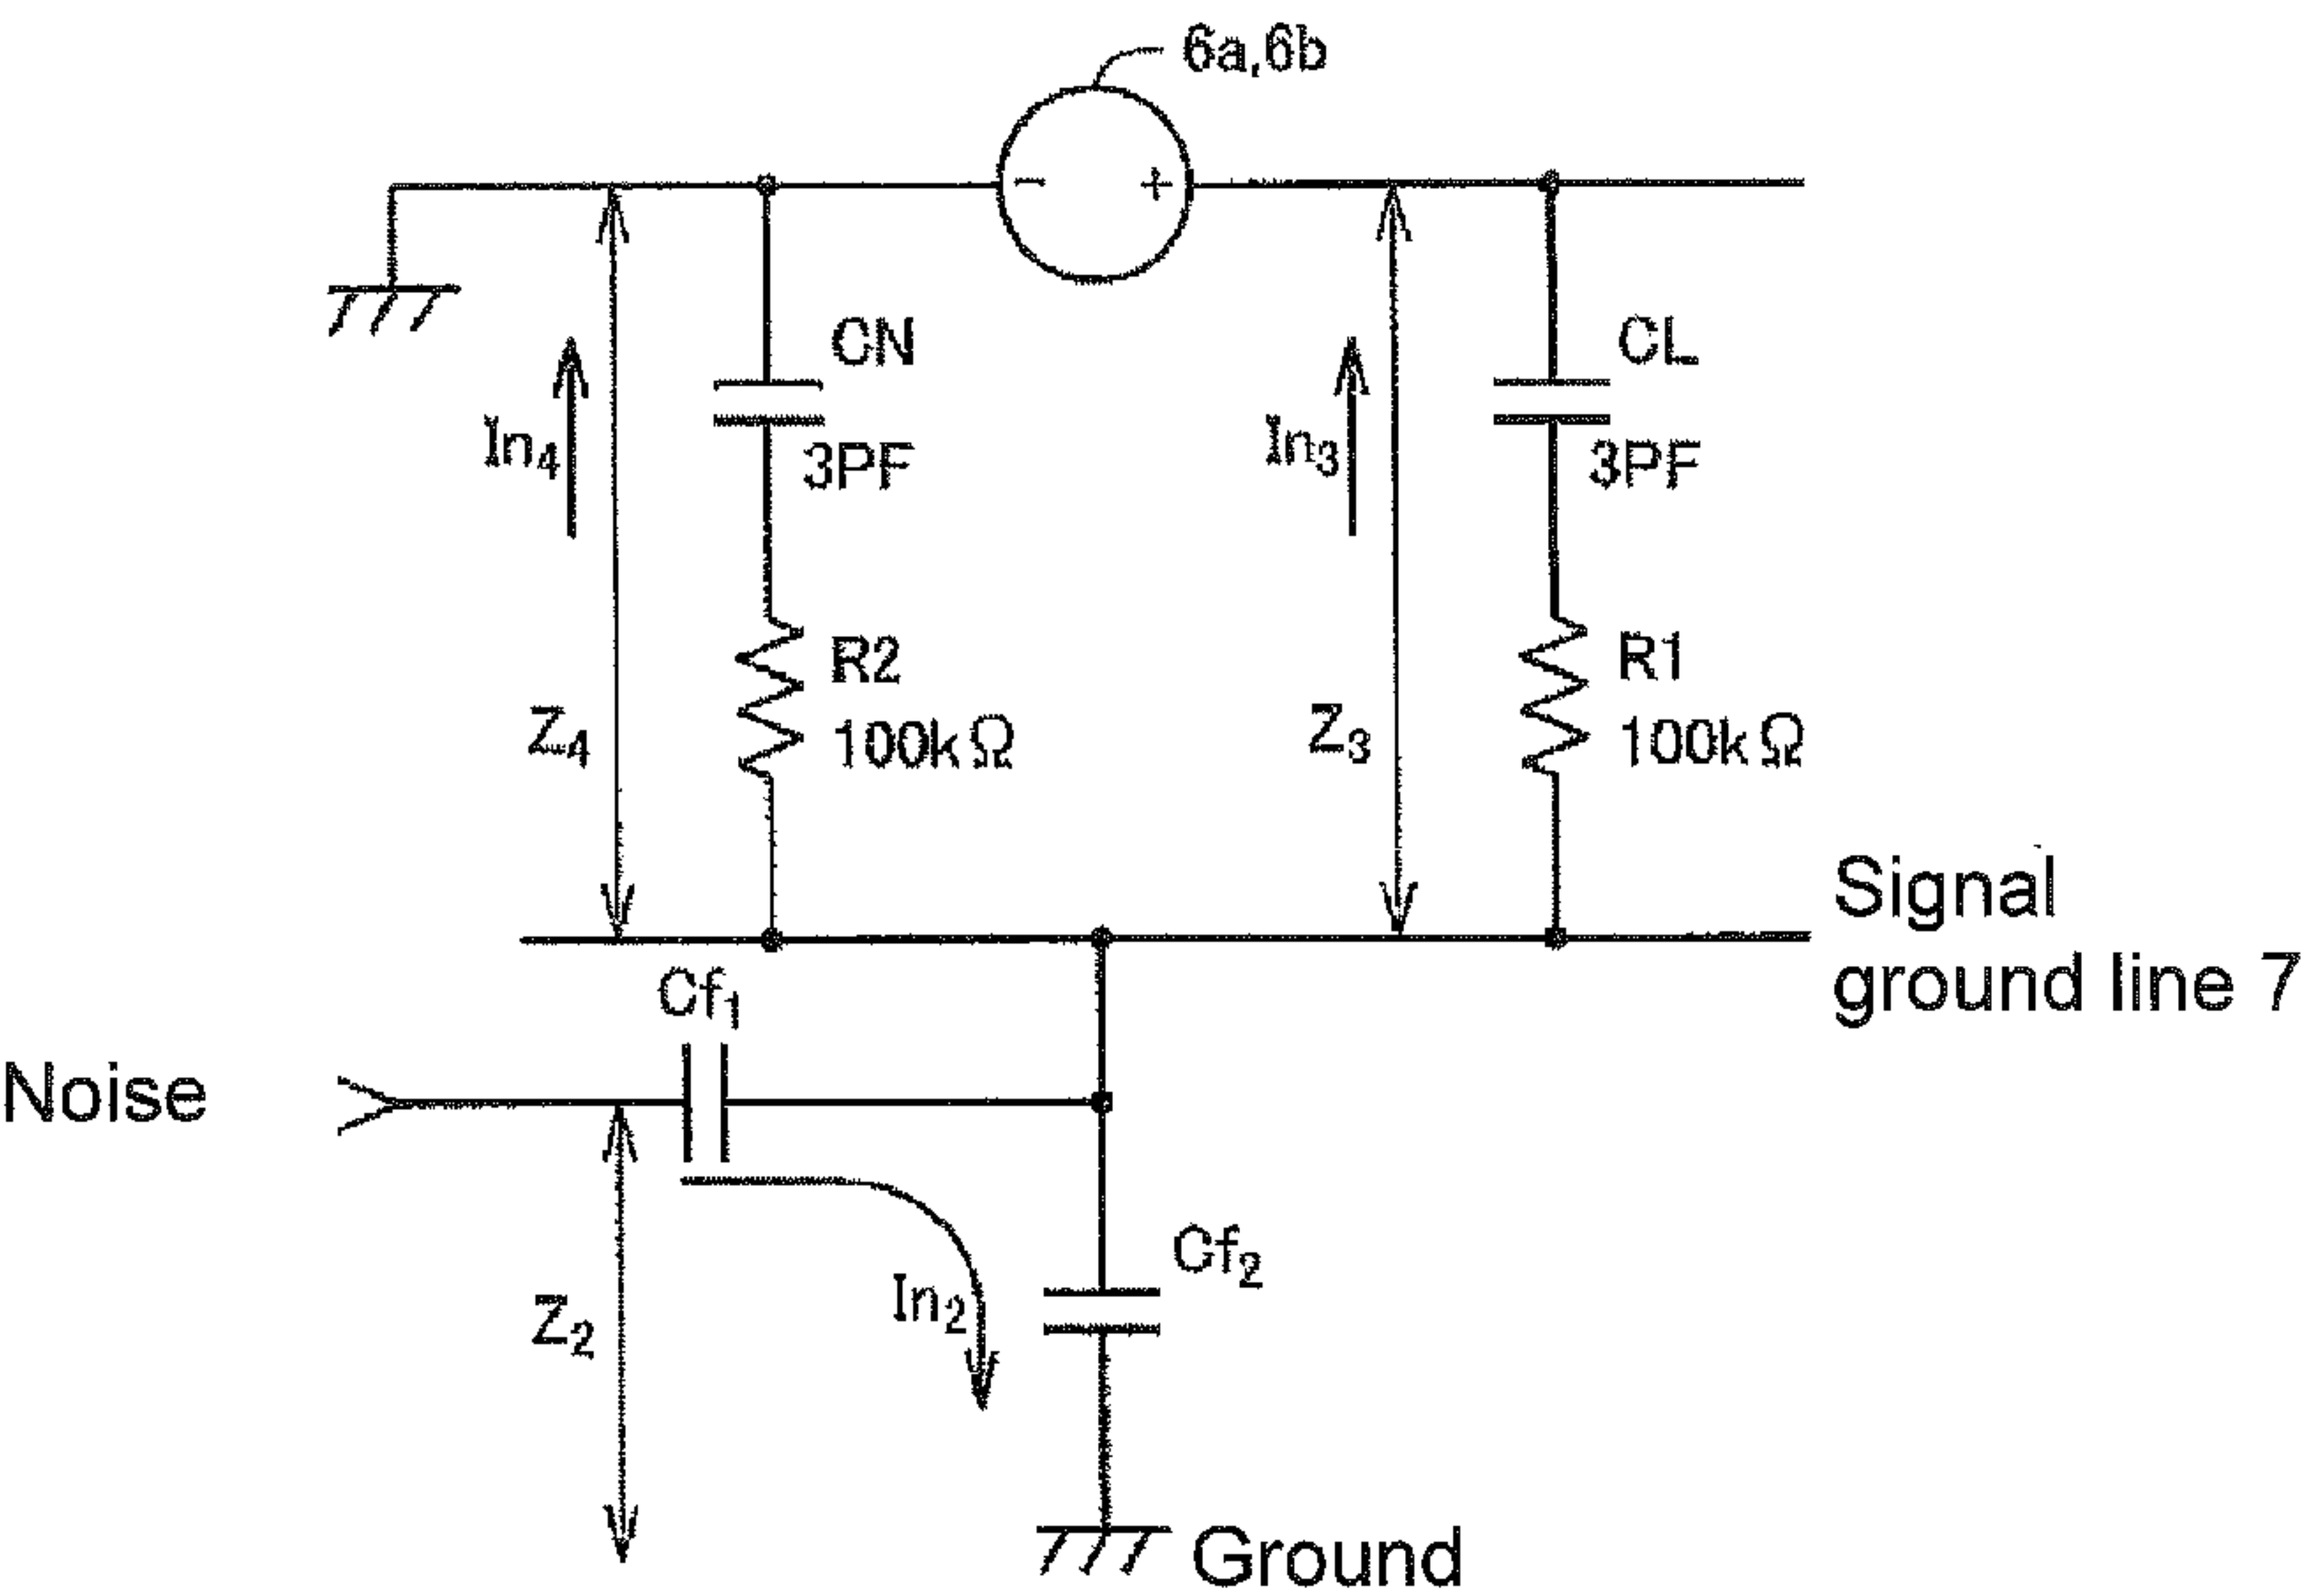 6a,6b
− +
CN
CL
In4
3PF
In3
3PF
R2
R1
Z4
100kΩ
Z3
100kΩ
Signal
ground line 7
Cf1
Noise
Cf2
In2
Z2
Ground